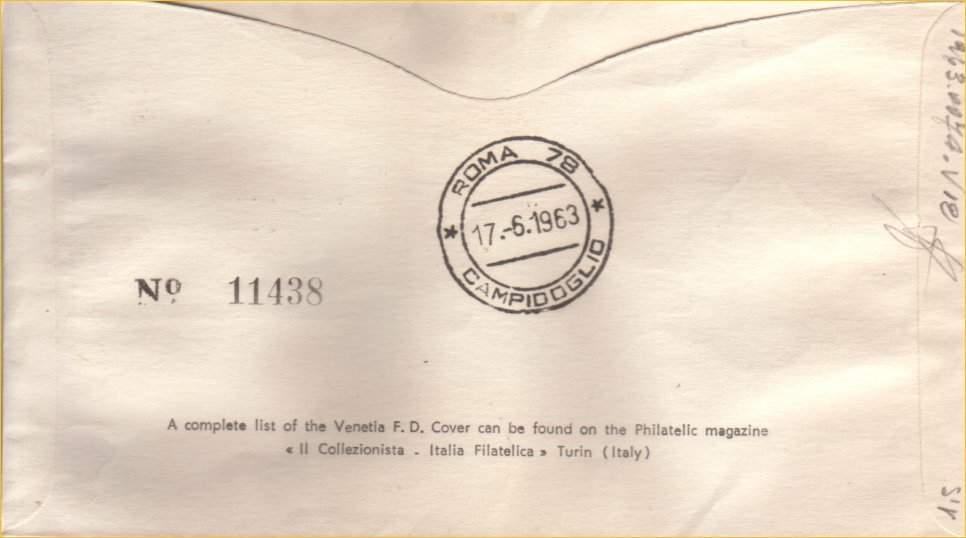 ROMA 78
17.-6.1963
CAMPIDOGLIO
Nº 11438
A complete list of the Venetia F. D. Cover can be found on the Philatelic magazine
« Il Collezionista - Italia Filatelica » Turin (Italy)